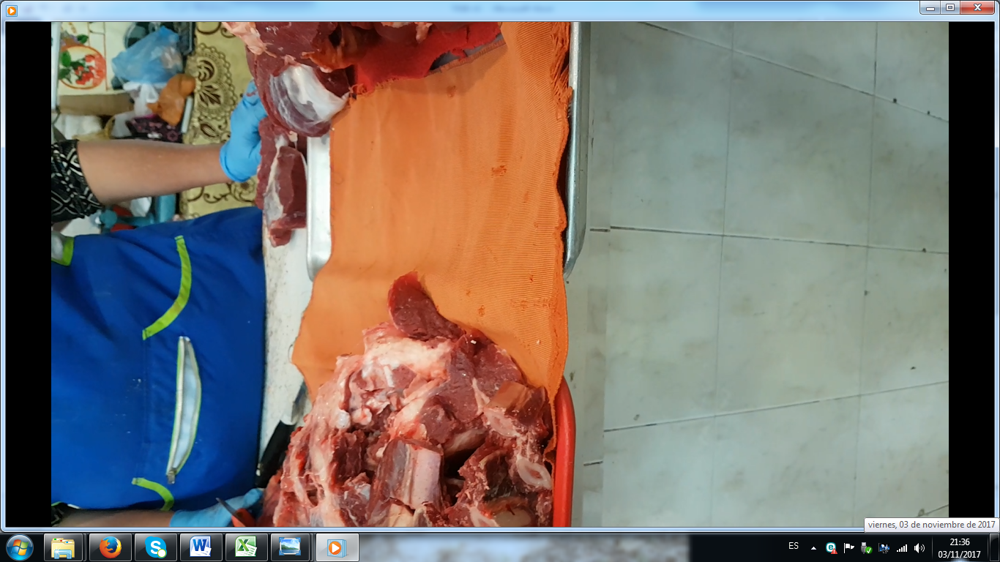 viernes, 03 de noviembre de 2017
ES
21:36
03/11/2017